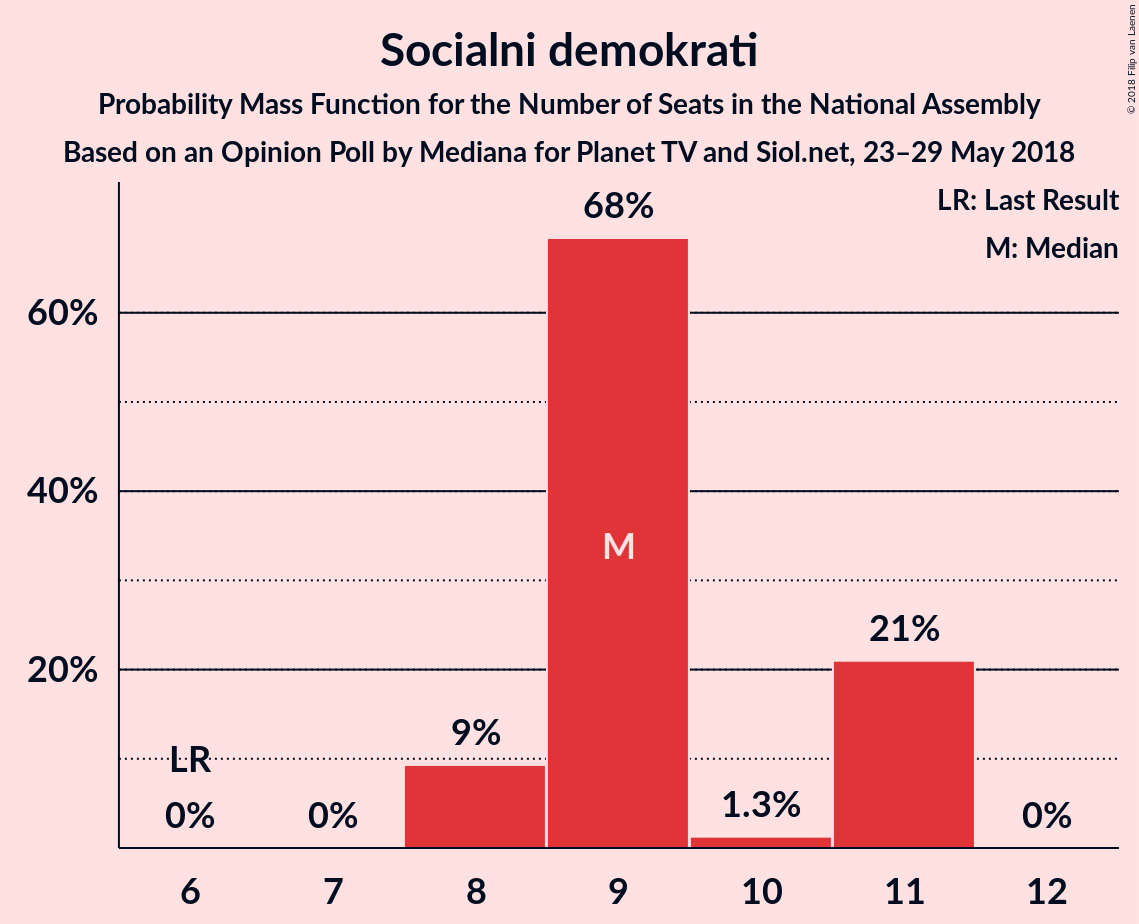 Socialni demokrati
Probability Mass Function for the Number of Seats in the National Assembly
Based on an Opinion Poll by Mediana for Planet TV and Siol.net, 23–29 May 2018
© 2018 Filip van Laenen
LR: Last Result
M: Median
68%
60%
40%
M
21%
20%
9%
LR
1.3%
0%
0%
0%
6 7 8 9 10 11 12